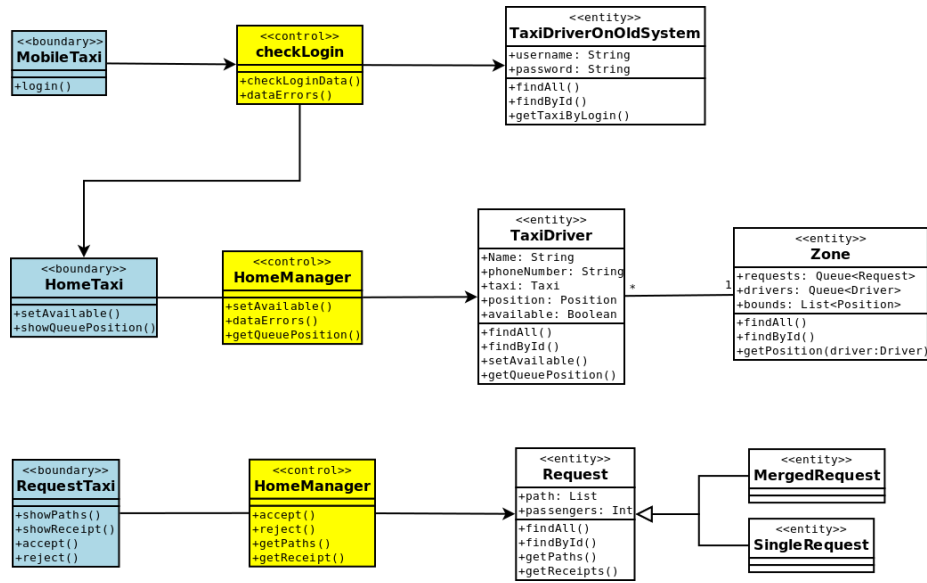 <<boundary>>
MobileTaxi
+login()
<<control>>
checkLogin
+checkLoginData()
+dataErrors()
<<entity>>
TaxiDriverOnOldSystem
+username: String
+password: String
+findAll()
+findById()
+getTaxiByLogin()
<<boundary>>
HomeTaxi
+setAvailable()
+showQueuePosition()
<<control>>
HomeManager
+setAvailable()
+dataErrors()
+getQueuePosition()
<<entity>>
TaxiDriver
+Name: String
+phoneNumber: String
+taxi: Taxi
+position: Position
+available: Boolean
+findAll()
+findById()
+setAvailable()
+getQueuePosition()
*
1
<<entity>>
Zone
+requests: Queue<Request>
+drivers: Queue<Driver>
+bounds: List<Position>
+findAll()
+findById()
+getPosition(driver:Driver)
<<boundary>>
RequestTaxi
+showPaths()
+showReceipt()
+accept()
+reject()
<<control>>
HomeManager
+accept()
+reject()
+getPaths()
+getReceipt()
<<entity>>
Request
+path: List
+passengers: Int
+findAll()
+findById()
+getPaths()
+getReceipts()
<<entity>>
MergedRequest
<<entity>>
SingleRequest